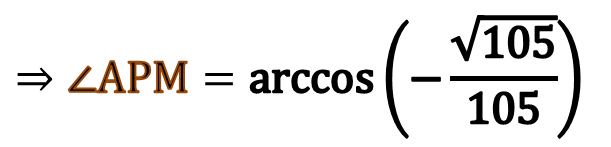 ⇒ ∠APM = arccos(−√105/105)